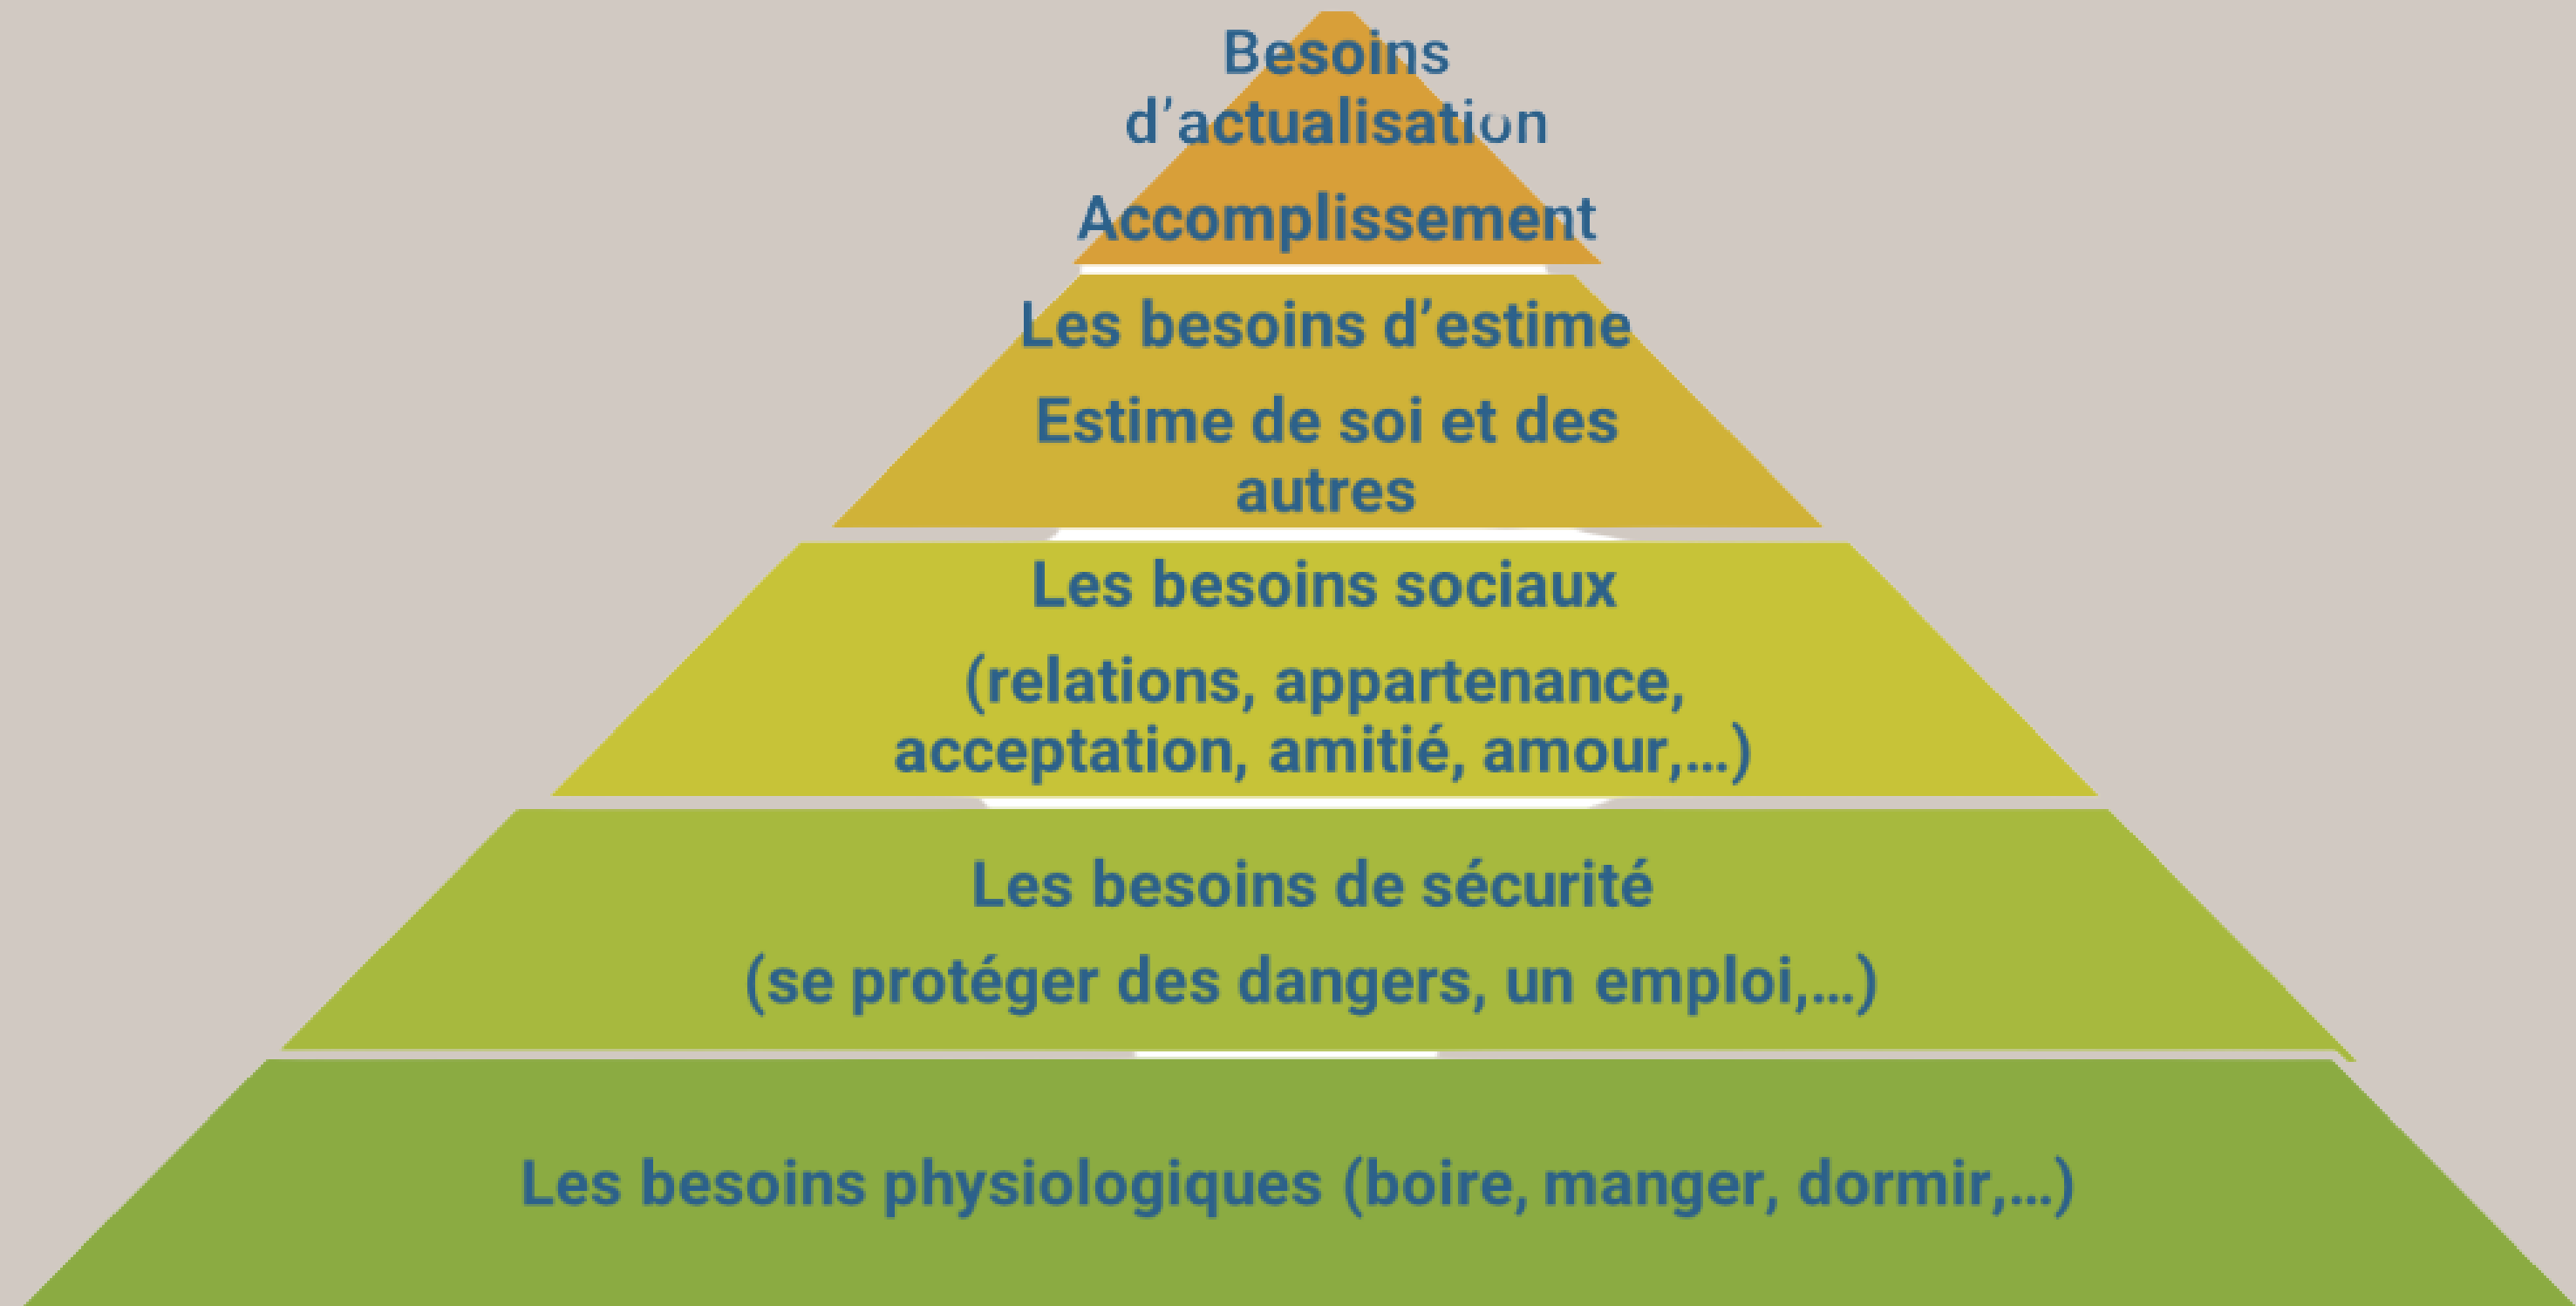 Besoins
d’actualisation
Accomplissement
Les besoins d’estime
Estime de soi et des
autres
Les besoins sociaux
(relations, appartenance,
acceptation, amitié, amour,...)
Les besoins de sécurité
(se protéger des dangers, un emploi,...)
Les besoins physiologiques (boire, manger, dormir,...)